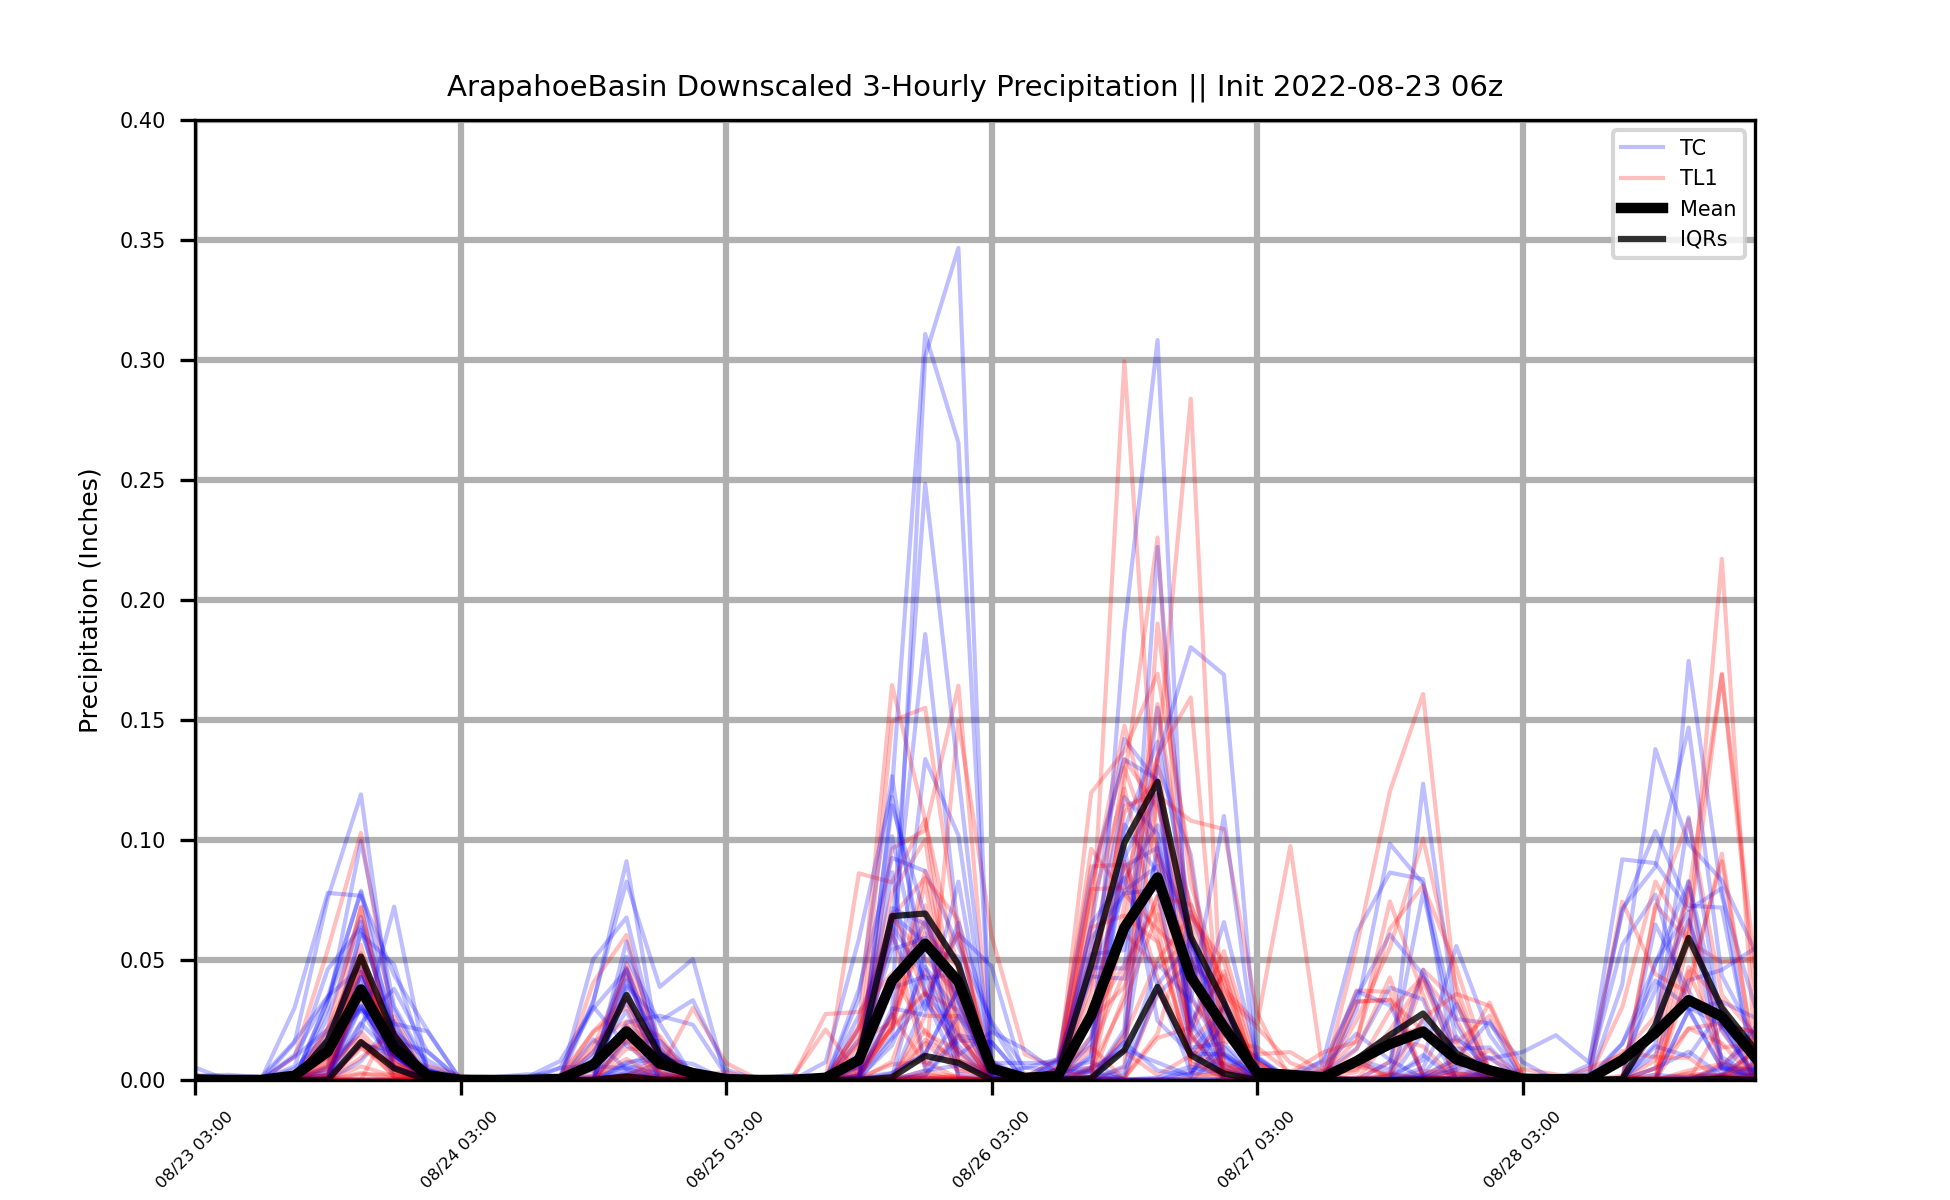 ArapahoeBasin Downscaled 3-Hourly Precipitation || Init 2022-08-23 06z
TC
TL1
Mean
IQRs
Precipitation (Inches)
0.40
0.35
0.30
0.25
0.20
0.15
0.10
0.05
0.00
08/23 03:00
08/24 03:00
08/25 03:00
08/26 03:00
08/27 03:00
08/28 03:00